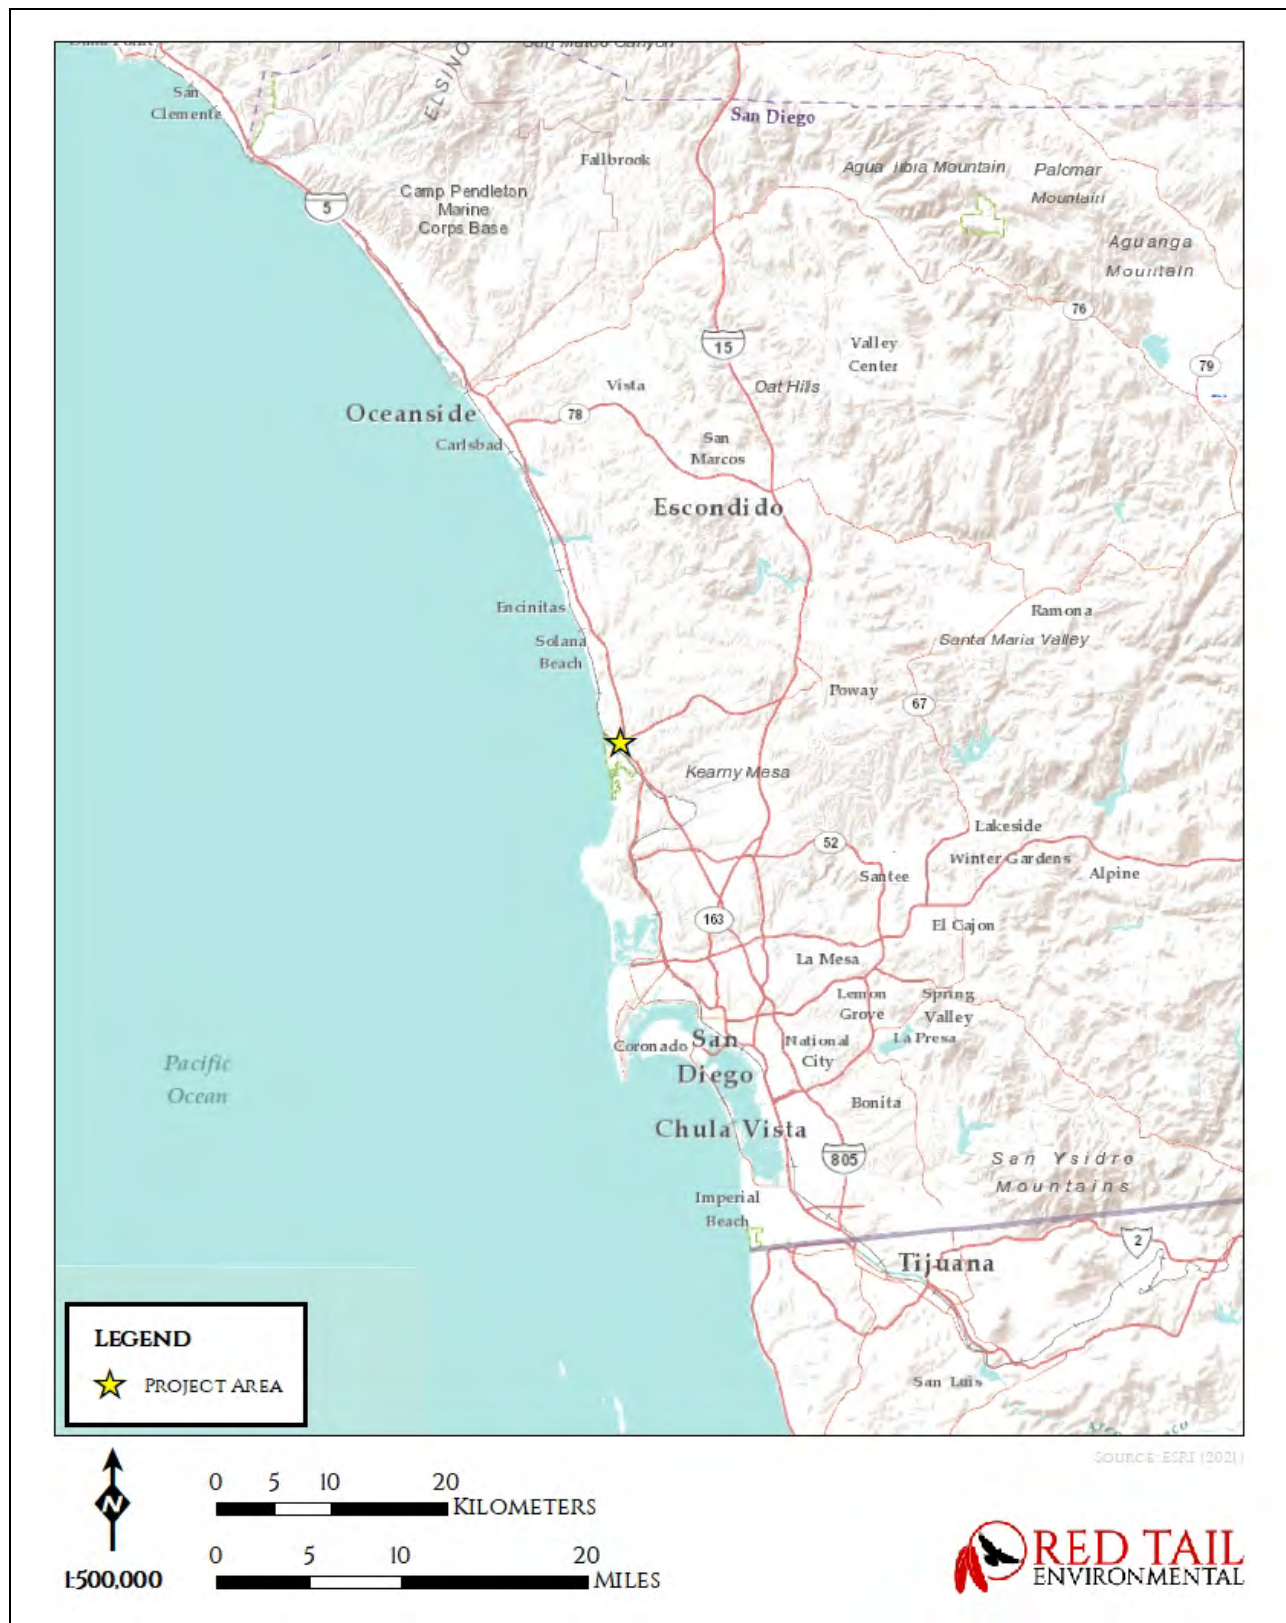 San Mateo Canyon
ELSINO
San
Clemente
San Diego
Fallbrook
Agua Tibia Mountain
Palomar
Mountain
5
Camp Pendleton
Marine
Corps Base
Aguanga
Mountain
76
15
Valley
Center
79
Vista
Oat Hills
Oceanside
78
Carlsbad
San
Marcos
Escondido
Encinitas
Ramona
Solana
Beach
Santa Maria Valley
Poway
67
Kearny Mesa
Lakeside
52
Winter Gardens
Santee
Alpine
163
El Cajon
La Mesa
Lemon
Grove
Spring
Valley
Coronado
San
Diego
National
City
La Presa
Pacific
Ocean
Bonita
Chula Vista
805
San Ysidro
Mountains
Imperial
Beach
2
Tijuana
San Luis
LEGEND
PROJECT AREA
SOURCE: ESRI (2021)
N
1:500,000
0 5 10 20
KILOMETERS
0 5 10 20
MILES
RED TAIL
ENVIRONMENTAL